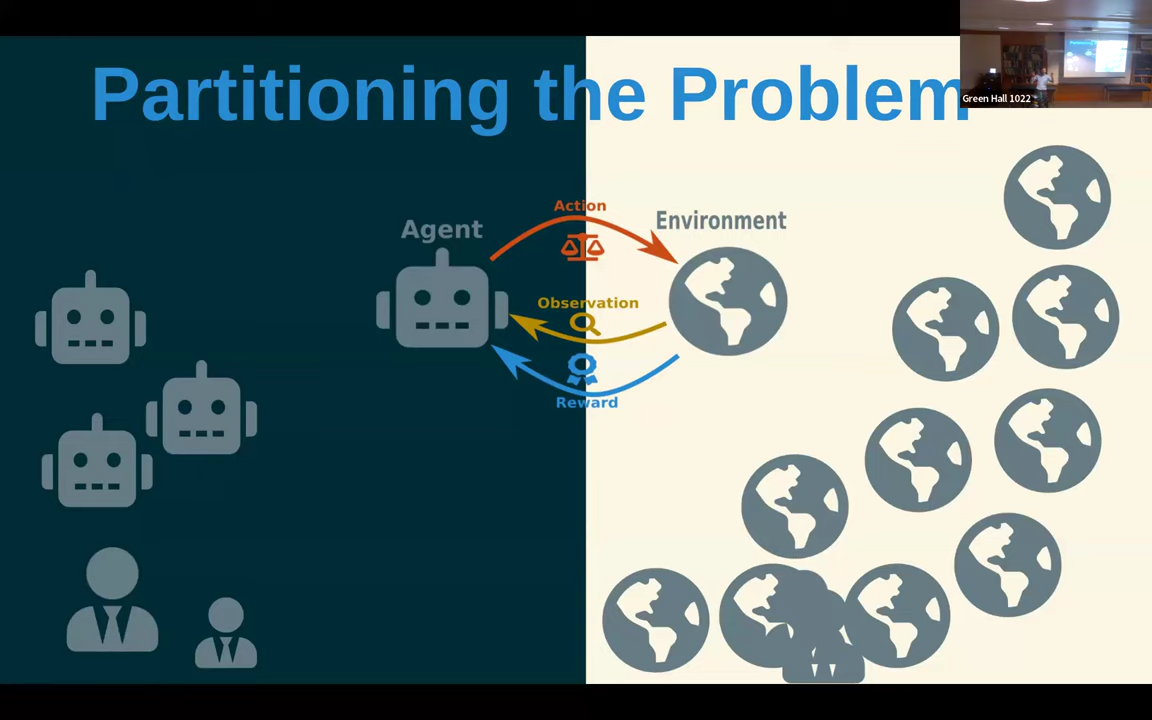 Partitioning the Problem
Green Hall 1022
Action
Agent
Environment
Observation
Reward